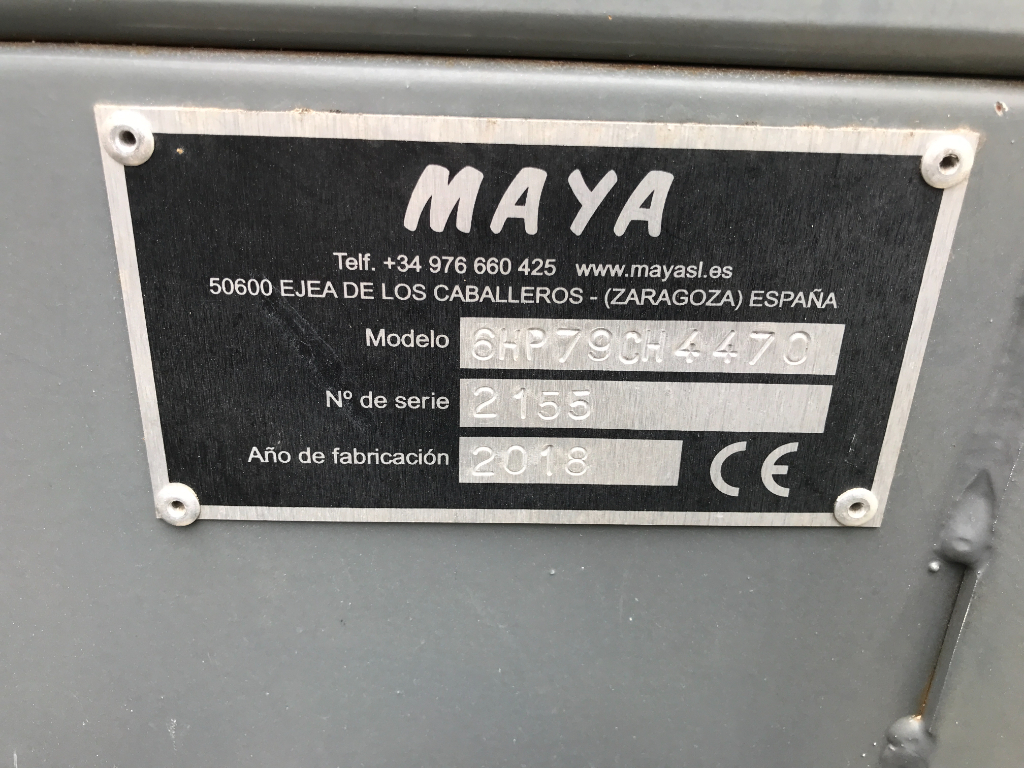 MAYA
Telf. +34 976 660 425 www.mayasl.es
50600 EJEA DE LOS CABALLEROS - (ZARAGOZA) ESPAÑA
Modelo 6HP79CH4470
Nº de serie 2155
Año de fabricación 2018 CE